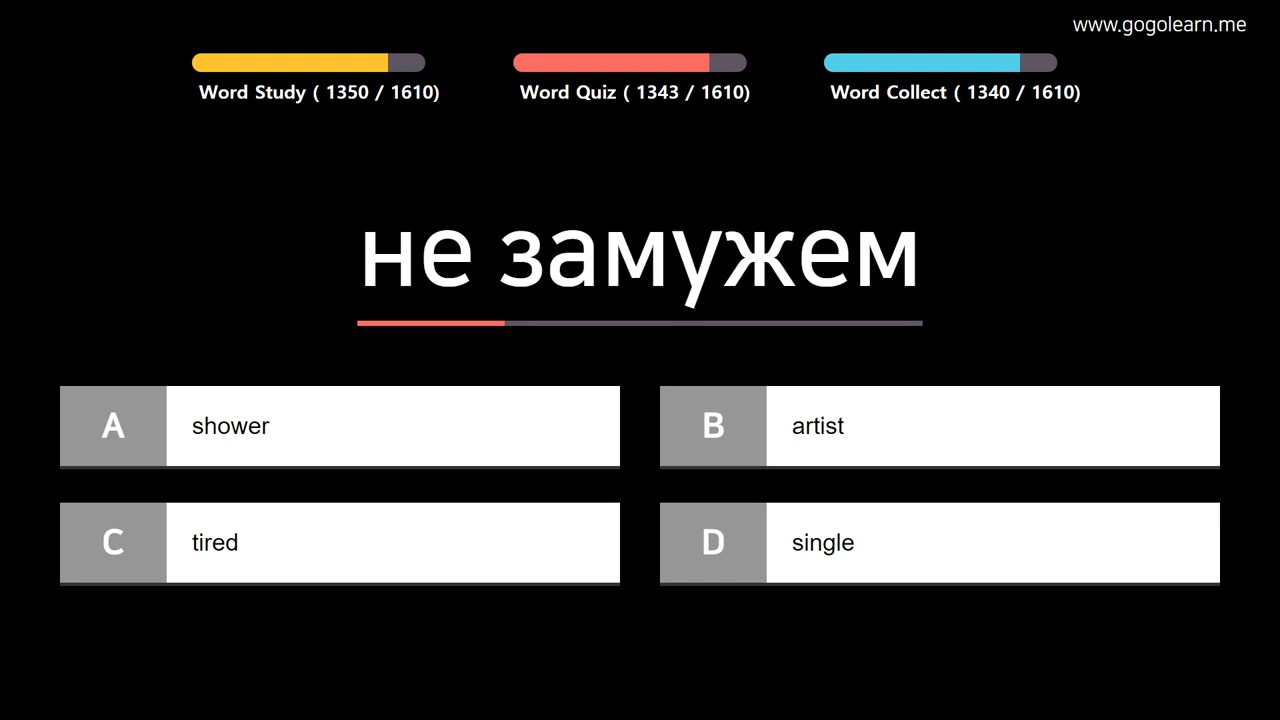 www.gogolearn.me
Word Study ( 1350 / 1610)
Word Quiz ( 1343 / 1610)
Word Collect ( 1340 / 1610)
не замужем
A shower
B artist
C tired
D single